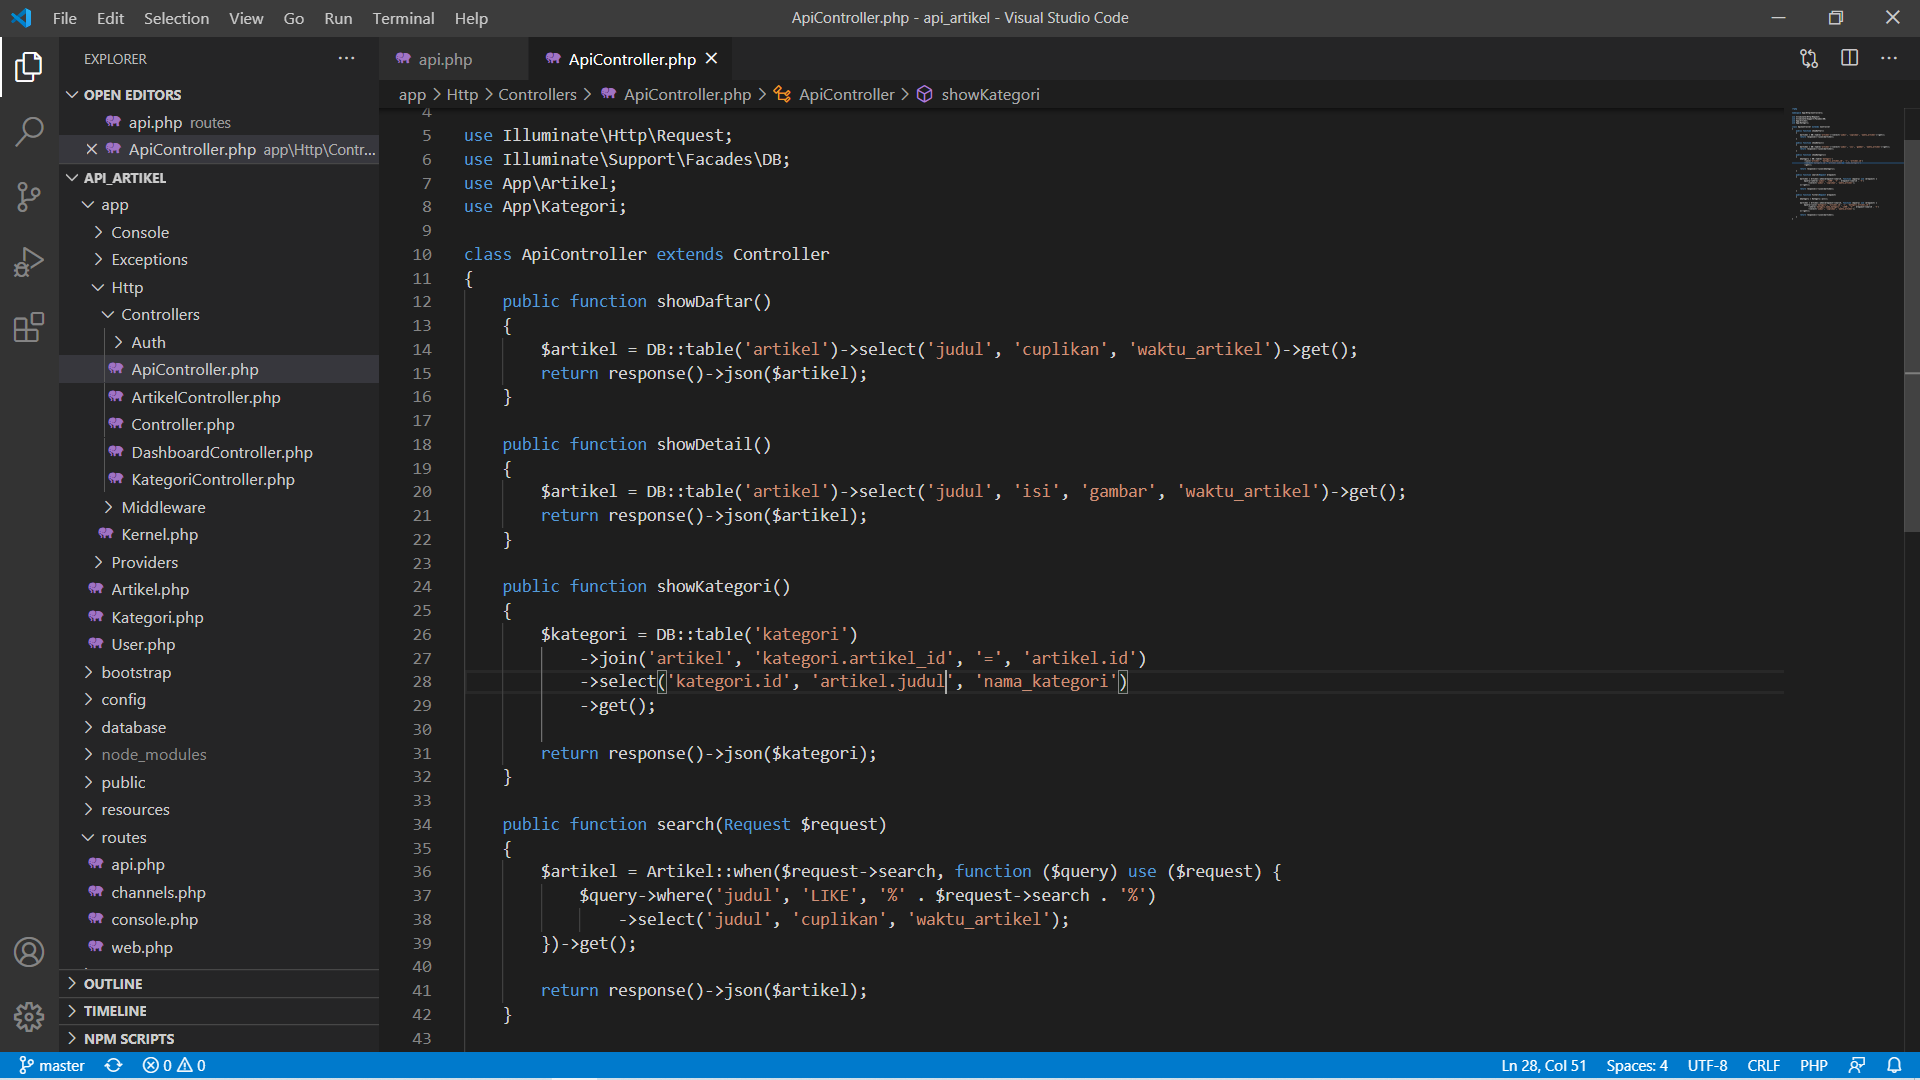 File Edit Selection View Go Run Terminal Help
ApiController.php - api_artikel - Visual Studio Code
EXPLORER
OPEN EDITORS
api.php routes
ApiController.php app\Http\Contr...
API_ARTIKEL
app
Console
Exceptions
Http
Controllers
Auth
ApiController.php
ArtikelController.php
Controller.php
DashboardController.php
KategoriController.php
Middleware
Kernel.php
Providers
Artikel.php
Kategori.php
User.php
bootstrap
config
database
node_modules
public
resources
routes
api.php
channels.php
console.php
web.php
OUTLINE
TIMELINE
NPM SCRIPTS
api.php
ApiController.php
app > Http > Controllers > ApiController.php > ApiController > showKategori
4
5 use Illuminate\Http\Request;
6 use Illuminate\Support\Facades\DB;
7 use App\Artikel;
8 use App\Kategori;
9
10 class ApiController extends Controller
11 {
12 public function showDaftar()
13 {
14 $artikel = DB::table('artikel')->select('judul', 'cuplikan', 'waktu_artikel')->get();
15 return response()->json($artikel);
16 }
17
18 public function showDetail()
19 {
20 $artikel = DB::table('artikel')->select('judul', 'isi', 'gambar', 'waktu_artikel')->get();
21 return response()->json($artikel);
22 }
23
24 public function showKategori()
25 {
26 $kategori = DB::table('kategori')
27 ->join('artikel', 'kategori.artikel_id', '=', 'artikel.id')
28 ->select('kategori.id', 'artikel.judul', 'nama_kategori')
29 ->get();
30
31 return response()->json($kategori);
32 }
33
34 public function search(Request $request)
35 {
36 $artikel = Artikel::when($request->search, function ($query) use ($request) {
37 $query->where('judul', 'LIKE', '%' . $request->search . '%')
38 ->select('judul', 'cuplikan', 'waktu_artikel');
39 })->get();
40
41 return response()->json($artikel);
42 }
43
master 0 0 Ln 28, Col 51 Spaces: 4 UTF-8 CRLF PHP